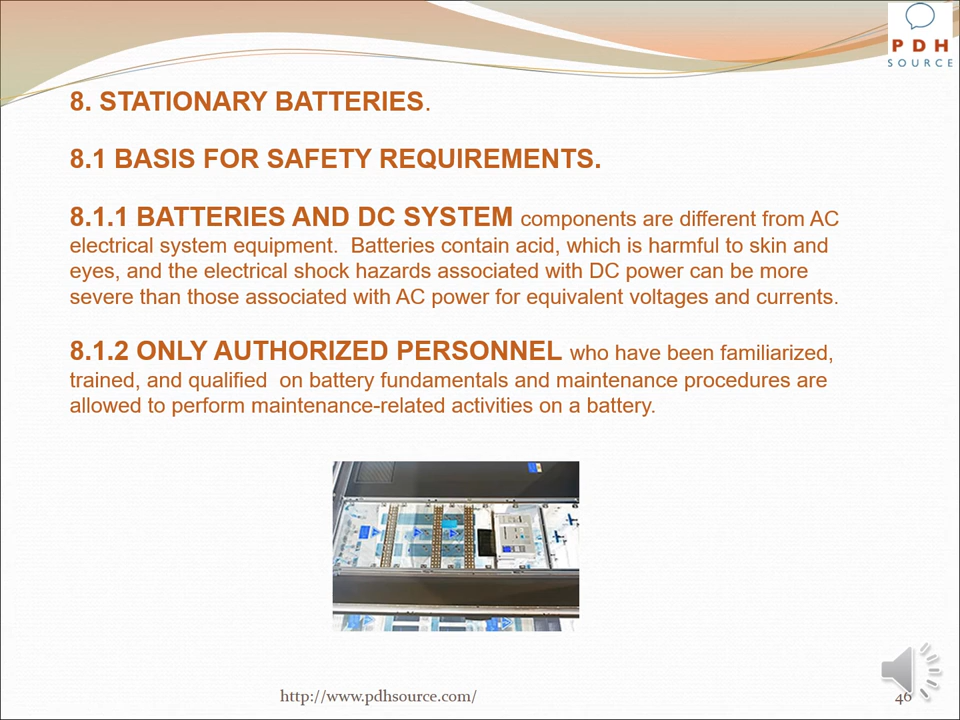 PDH
SOURCE
8. STATIONARY BATTERIES.
8.1 BASIS FOR SAFETY REQUIREMENTS.
8.1.1 BATTERIES AND DC SYSTEM components are different from AC
electrical system equipment.  Batteries contain acid, which is harmful to skin and
eyes, and the electrical shock hazards associated with DC power can be more
severe than those associated with AC power for equivalent voltages and currents.
8.1.2 ONLY AUTHORIZED PERSONNEL who have been familiarized,
trained, and qualified  on battery fundamentals and maintenance procedures are
allowed to perform maintenance-related activities on a battery.
http://www.pdhsource.com/
46